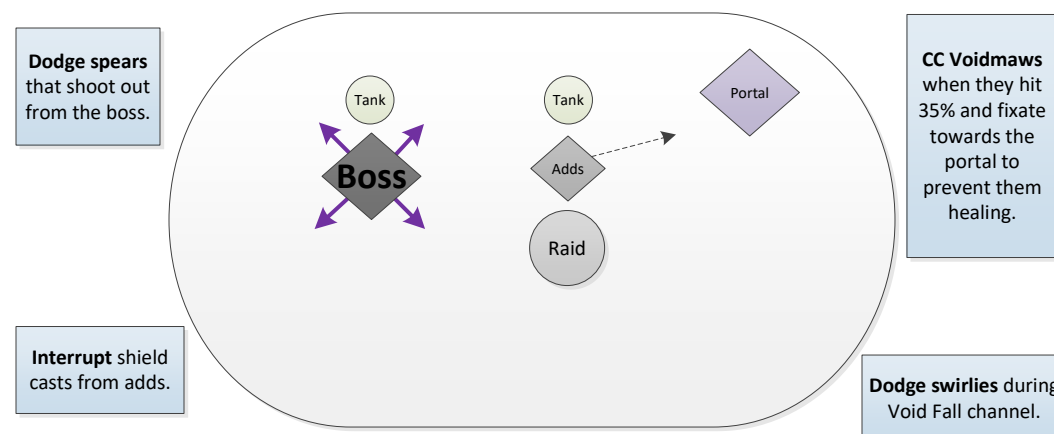 Dodge spears
that shoot out
from the boss.
Tank
Boss
Tank
Adds
Raid
Portal
CC Voidmaws
when they hit
35% and fixate
towards the
portal to
prevent them
healing.
Interrupt shield
casts from adds.
Dodge swirlies during
Void Fall channel.